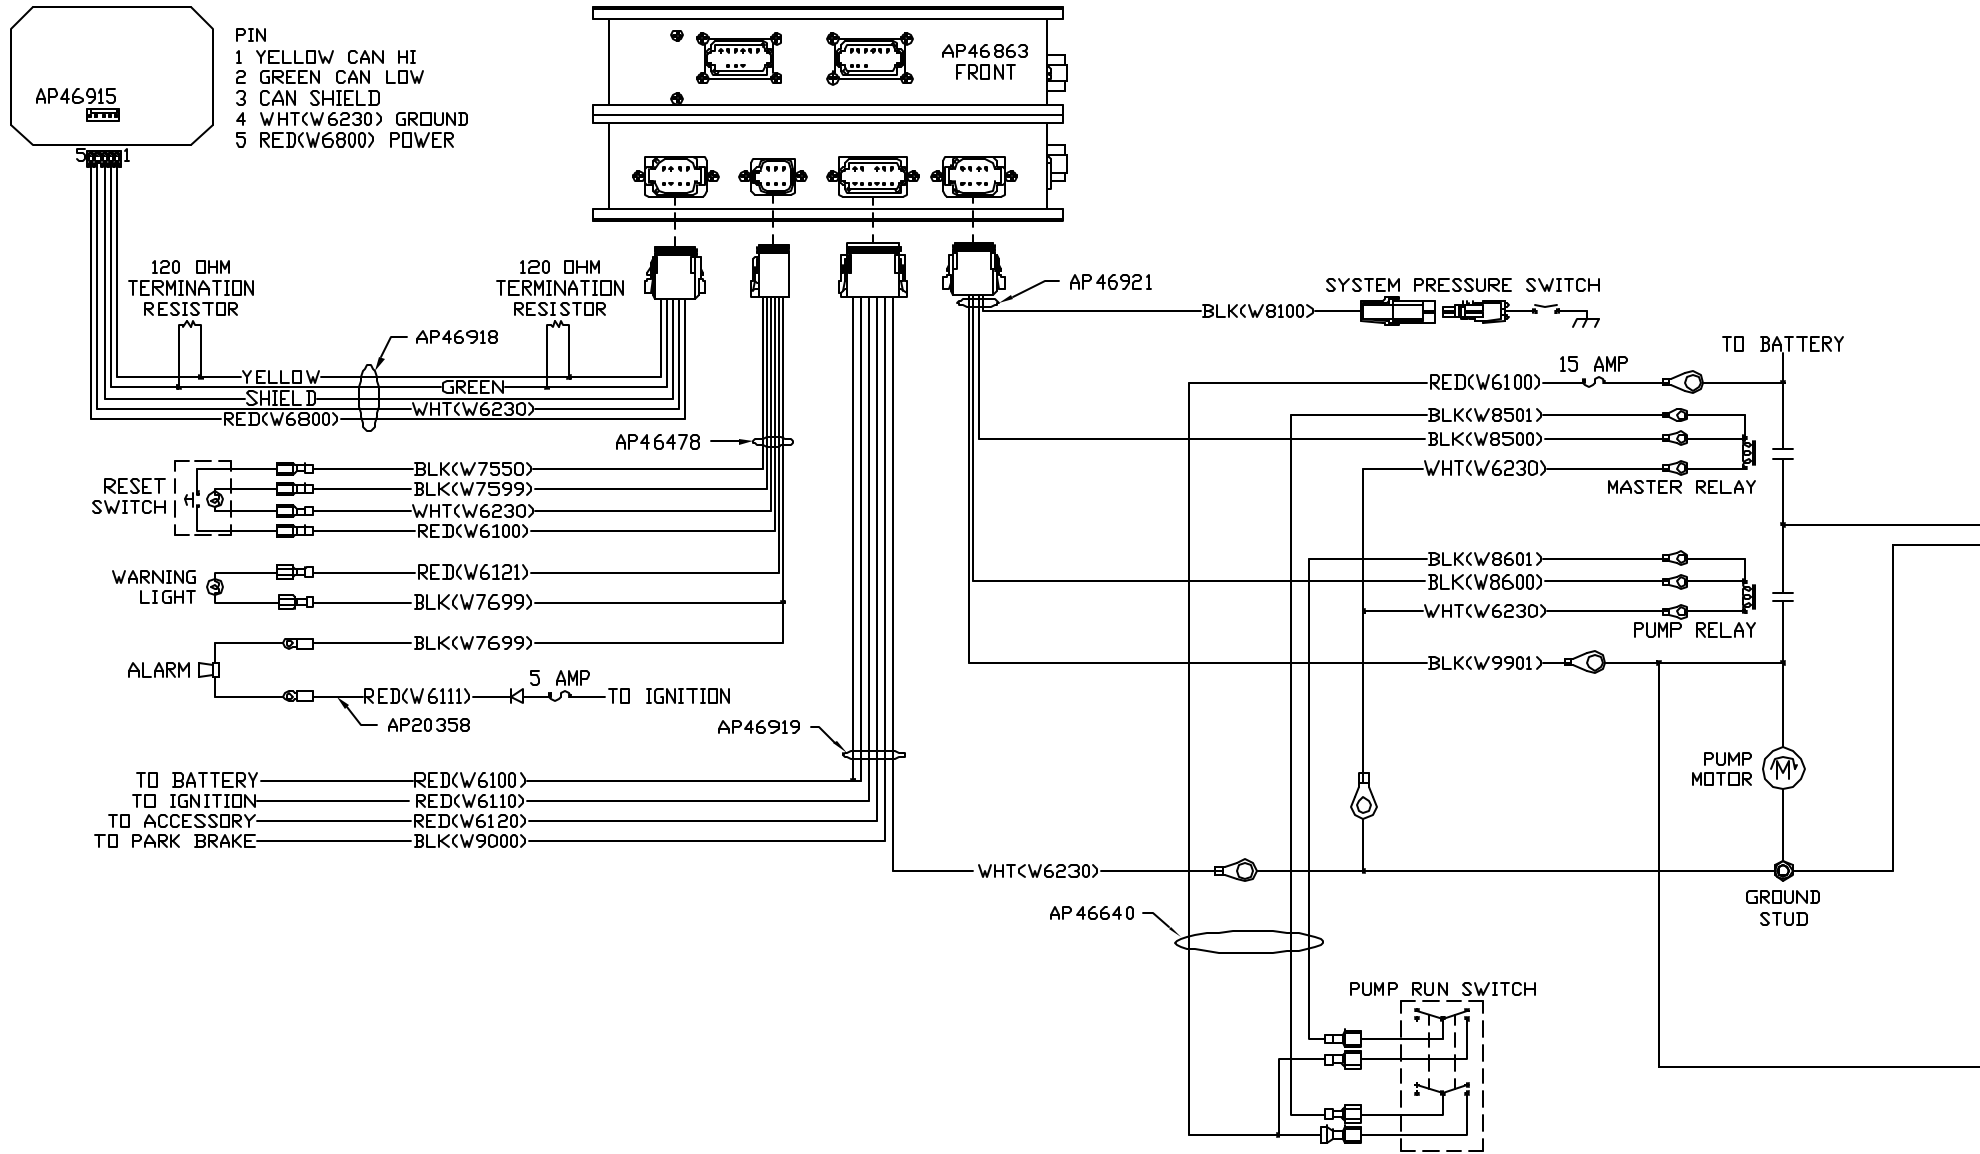 PIN
1 YELLOW CAN HI
2 GREEN CAN LOW
3 CAN SHIELD
4 WHT(W6230) GROUND
5 RED(W6800) POWER
AP46915
5
1
AP46863
FRONT
120 OHM
TERMINATION
RESISTOR
120 OHM
TERMINATION
RESISTOR
AP46918
YELLOW
GREEN
SHIELD
WHT(W6230)
RED(W6800)
AP46478
AP46921
BLK(W8100)
SYSTEM PRESSURE SWITCH
TO BATTERY
15 AMP
RED(W6100)
BLK(W8501)
BLK(W8500)
WHT(W6230)
MASTER RELAY
RESET
SWITCH
BLK(W7550)
BLK(W7599)
WHT(W6230)
RED(W6100)
WARNING
LIGHT
RED(W6121)
BLK(W7699)
BLK(W8601)
BLK(W8600)
WHT(W6230)
PUMP RELAY
ALARM
BLK(W7699)
RED(W6111)
5 AMP
TO IGNITION
AP20358
BLK(W9901)
AP46919
PUMP
MOTOR
M
TO BATTERY
RED(W6100)
TO IGNITION
RED(W6110)
TO ACCESSORY
RED(W6120)
TO PARK BRAKE
BLK(W9000)
WHT(W6230)
GROUND
STUD
AP46640
PUMP RUN SWITCH